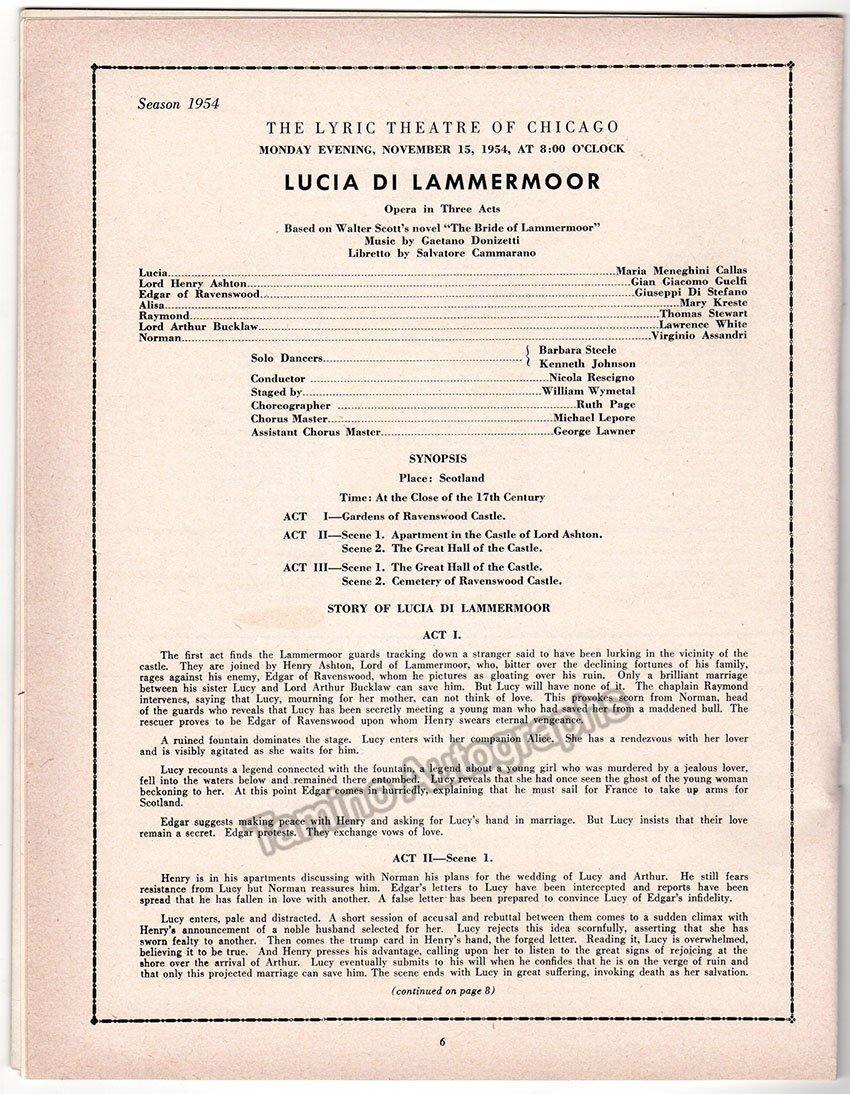 Season 1954
THE LYRIC THEATRE OF CHICAGO
MONDAY EVENING, NOVEMBER 15, 1954, AT 8:00 O'CLOCK
LUCIA DI LAMMERMOOR
Opera in Three Acts
Based on Walter Scott's novel "The Bride of Lammermoor"
Music by Gaetano Donizetti
Libretto by Salvatore Cammarano
Lucia....Maria Meneghini Callas
Lord Henry Ashton....Gian Giacomo Guelfi
Edgar of Ravenswood....Giuseppi Di Stefano
Alisa....Mary Kreste
Raymond....Thomas Stewart
Lord Arthur Bucklaw....Lawrence White
Norman....Virginio Assandri
Solo Dancers....{ Barbara Steele
Kenneth Johnson
Conductor ....Nicola Rescigno
Staged by....William Wymetal
Choreographer ....Ruth Page
Chorus Master....Michael Lepore
Assistant Chorus Master....George Lawner
SYNOPSIS
Place: Scotland
Time: At the Close of the 17th Century
ACT I—Gardens of Ravenswood Castle.
ACT II—Scene 1. Apartment in the Castle of Lord Ashton.
Scene 2. The Great Hall of the Castle.
ACT III—Scene 1. The Great Hall of the Castle.
Scene 2. Cemetery of Ravenswood Castle.
STORY OF LUCIA DI LAMMERMOOR
ACT I.
The first act finds the Lammermoor guards tracking down a stranger said to have been lurking in the vicinity of the
castle. They are joined by Henry Ashton, Lord of Lammermoor, who, bitter over the declining fortunes of his family,
rages against his enemy, Edgar of Ravenswood, whom he pictures as gloating over his ruin. Only a brilliant marriage
between his sister Lucy and Lord Arthur Bucklaw can save him. But Lucy will have none of it. The chaplain Raymond
intervenes, saying that Lucy, mourning for her mother, can not think of love. This provokes scorn from Norman, head
of the guards who reveals that Lucy has been secretly meeting a young man who had saved her from a maddened bull. The
rescuer proves to be Edgar of Ravenswood upon whom Henry swears eternal vengeance.
A ruined fountain dominates the stage. Lucy enters with her companion Alice. She has a rendezvous with her lover
and is visibly agitated as she waits for him.
Lucy recounts a legend connected with the fountain, a legend about a young girl who was murdered by a jealous lover,
fell into the waters below and remained there entombed. Lucy reveals that she had once seen the ghost of the young woman
beckoning to her. At this point Edgar comes in hurriedly, explaining that he must sail for France to take up arms for
Scotland.
Edgar suggests making peace with Henry and asking for Lucy's hand in marriage. But Lucy insists that their love
remain a secret. Edgar protests. They exchange vows of love.
ACT II—Scene 1.
Henry is in his apartments discussing with Norman his plans for the wedding of Lucy and Arthur. He still fears
resistance from Lucy but Norman reassures him. Edgar's letters to Lucy have been intercepted and reports have been
spread that he has fallen in love with another. A false letter has been prepared to convince Lucy of Edgar's infidelity.
Lucy enters, pale and distracted. A short session of accusal and rebuttal between them comes to a sudden climax with
Henry's announcement of a noble husband selected for her. Lucy rejects this idea scornfully, asserting that she has
sworn fealty to another. Then comes the trump card in Henry's hand, the forged letter. Reading it, Lucy is overwhelmed,
believing it to be true. And Henry presses his advantage, calling upon her to listen to the great signs of rejoicing at the
shore over the arrival of Arthur. Lucy eventually submits to his will when he confides that he is on the verge of ruin and
that only this projected marriage can save him. The scene ends with Lucy in great suffering, invoking death as her salvation.
(continued on page 8)
6
Tamino Autographs